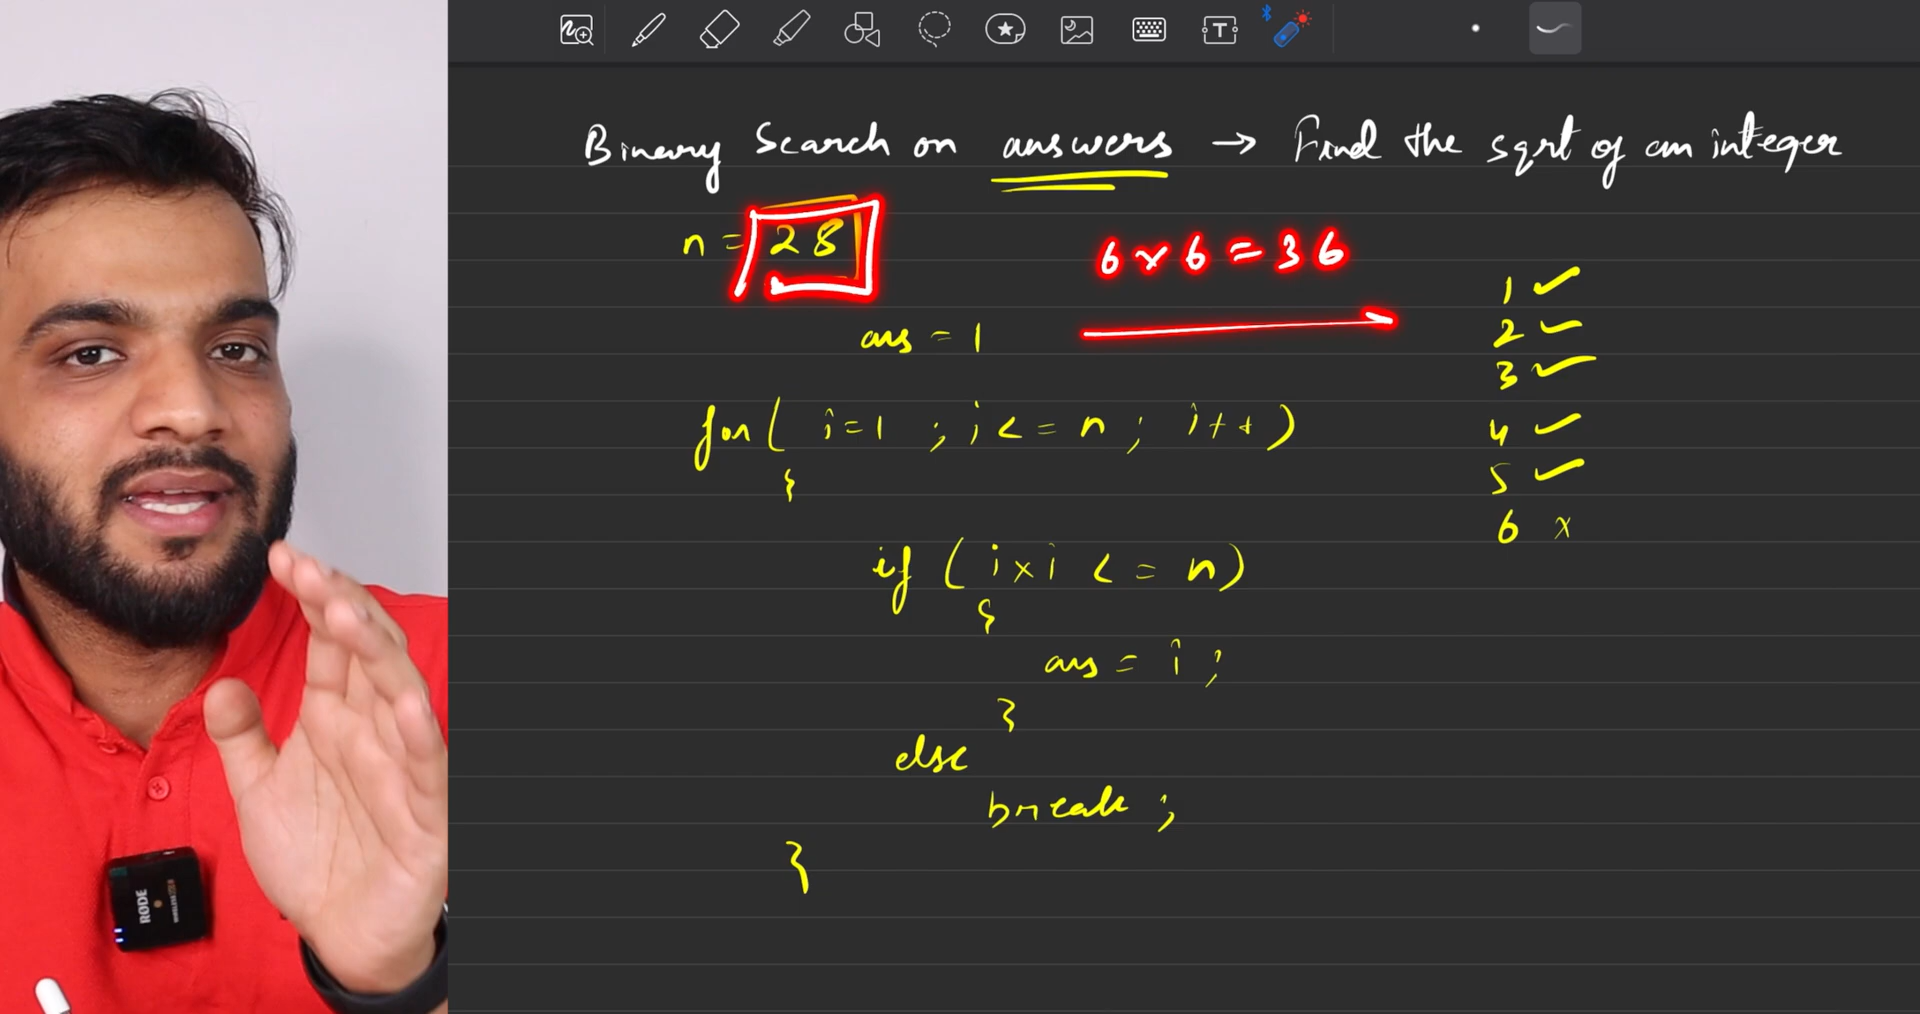 Binary Search on answers → Find the sqrt of an integer
n = 28
6 x 6 = 36
ans = 1
for( i=1 ; i<=n ; i++)
{
if ( i x i <= n)
{
ans = i ;
}
else
break ;
}
1 ✓
2 ✓
3 ✓
4 ✓
5 ✓
6 x
RODE